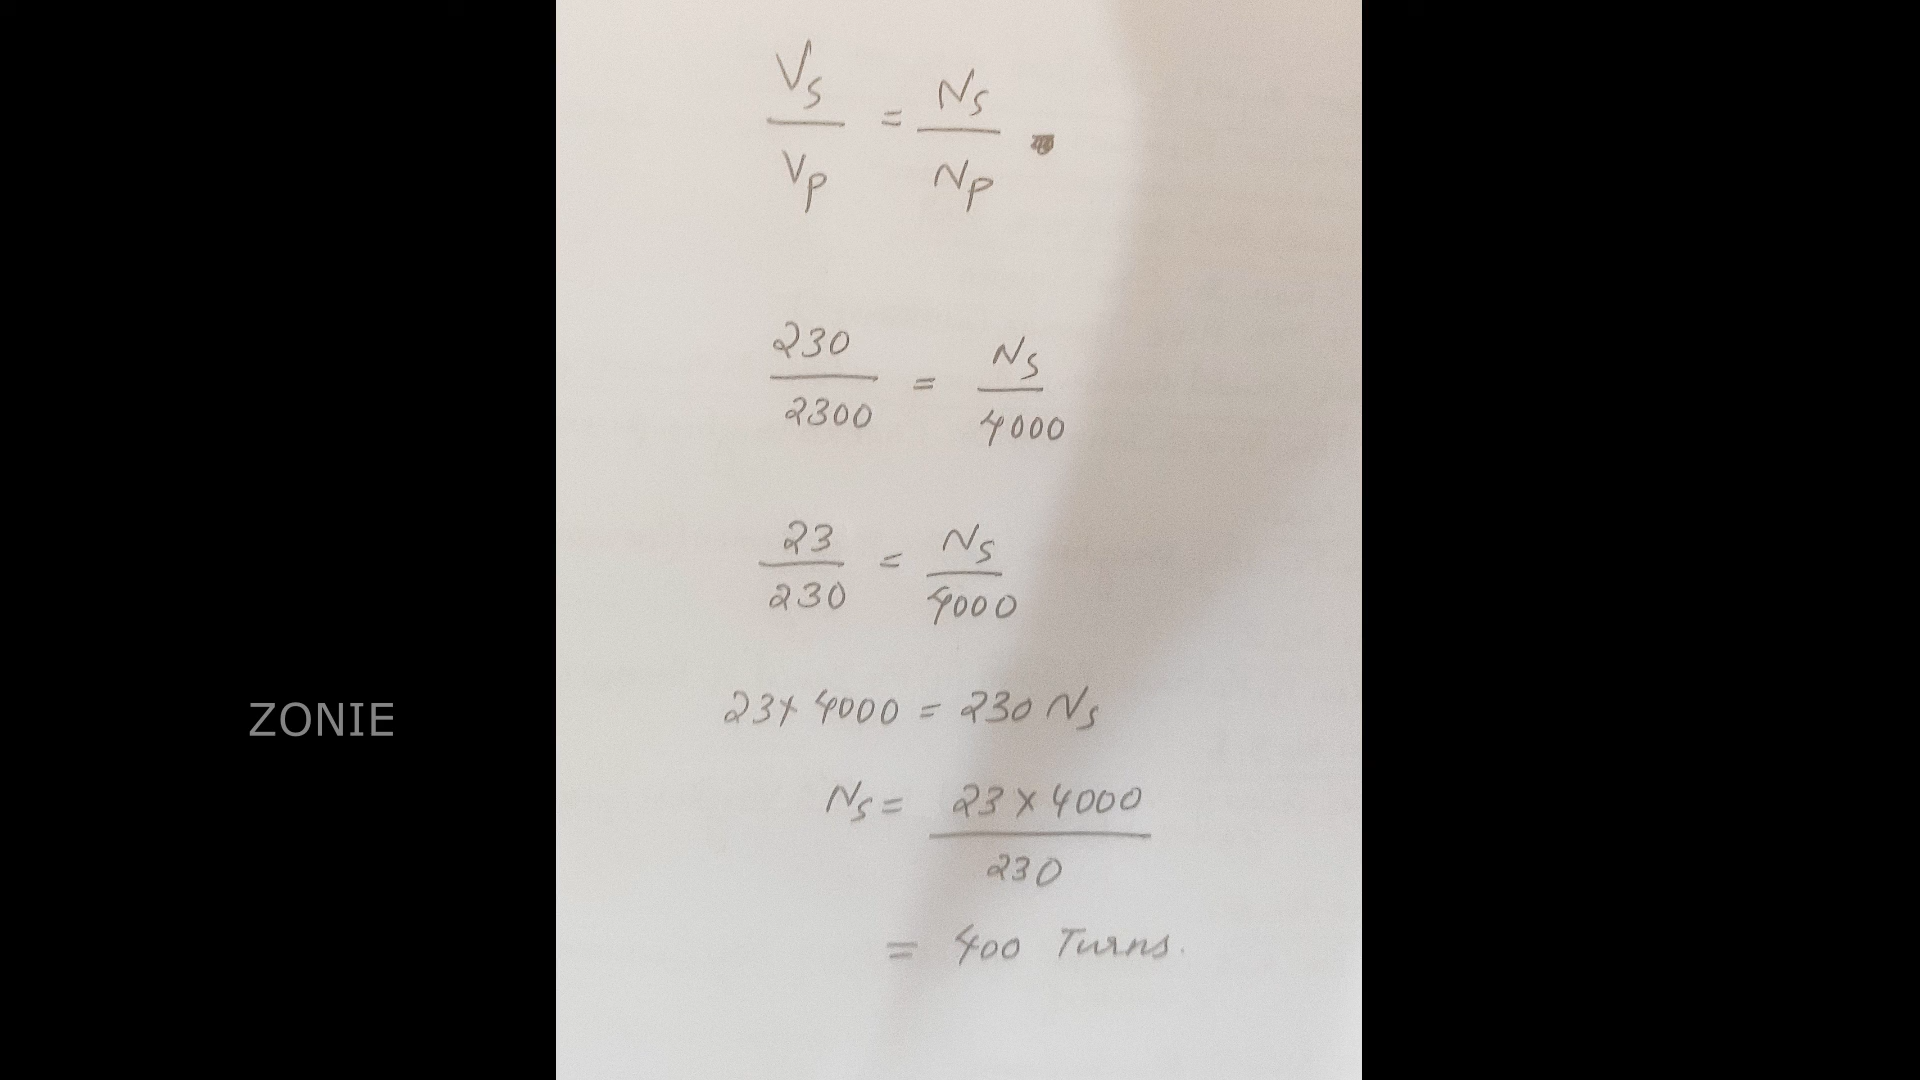 Vs/Vp = Ns/Np
230/2300 = Ns/4000
23/230 = Ns/4000
23x 4000 = 230 Ns
Ns = 23 x 4000/230
= 400 Turns.
ZONIE